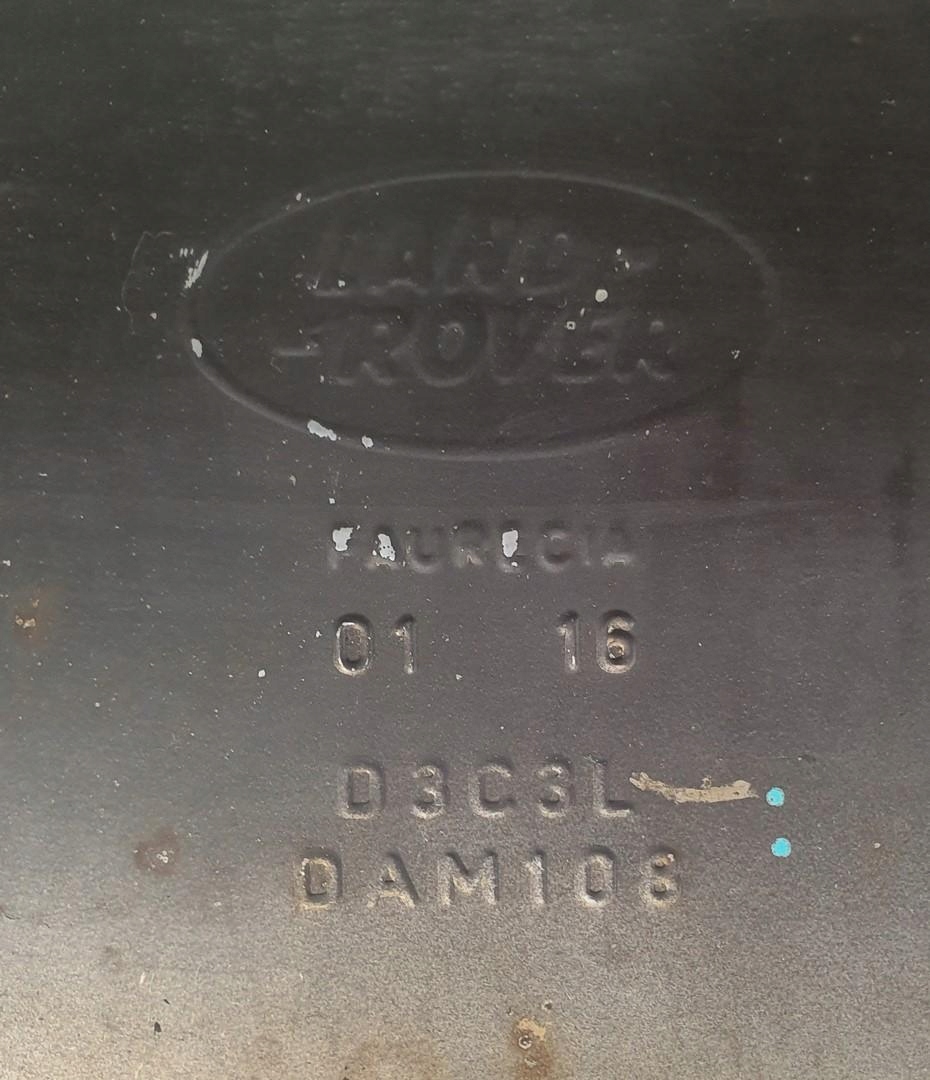 LAND-
-ROVER
FAURECIA
01 16
D3C3L
DAM108